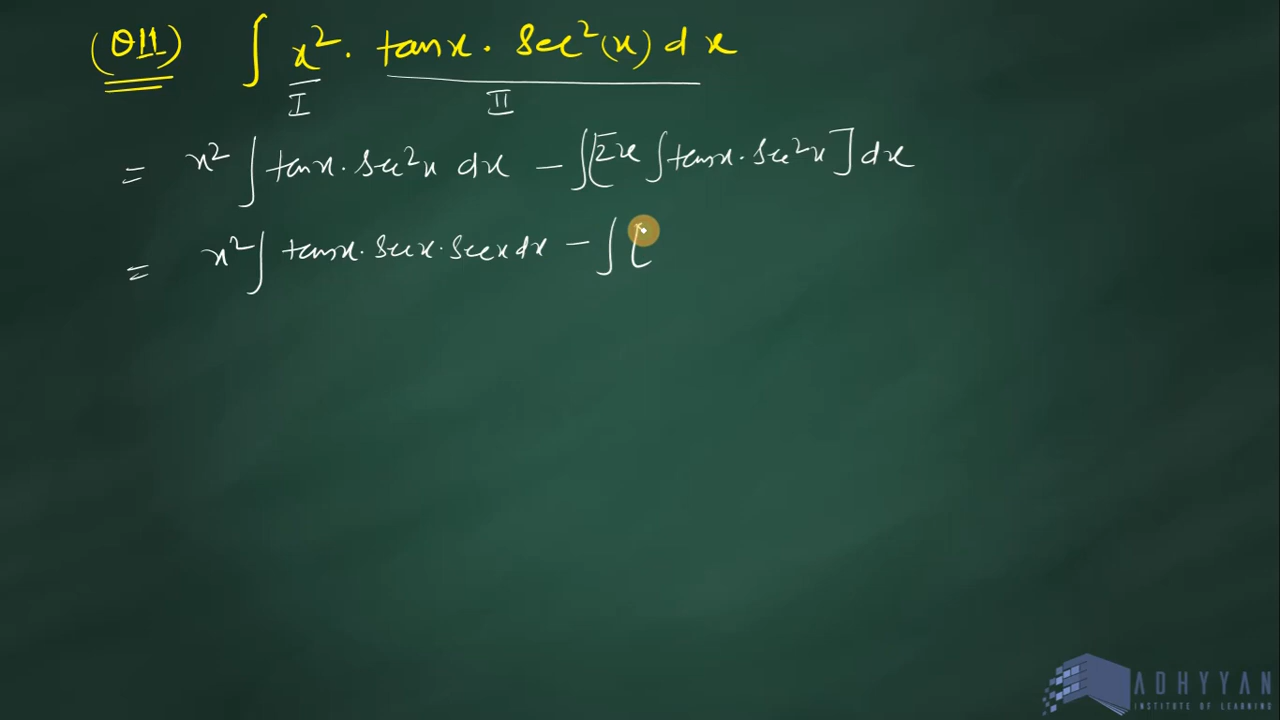 (Q11) ∫ x². tanx. Sec²(x) dx
I II
= x² ∫ tanx. Sec²x dx − ∫[2x ∫tanx. Sec²x] dx
= x² ∫ tanx. Secx. Secx dx − ∫[
ADHYYAN
INSTITUTE OF LEARNING